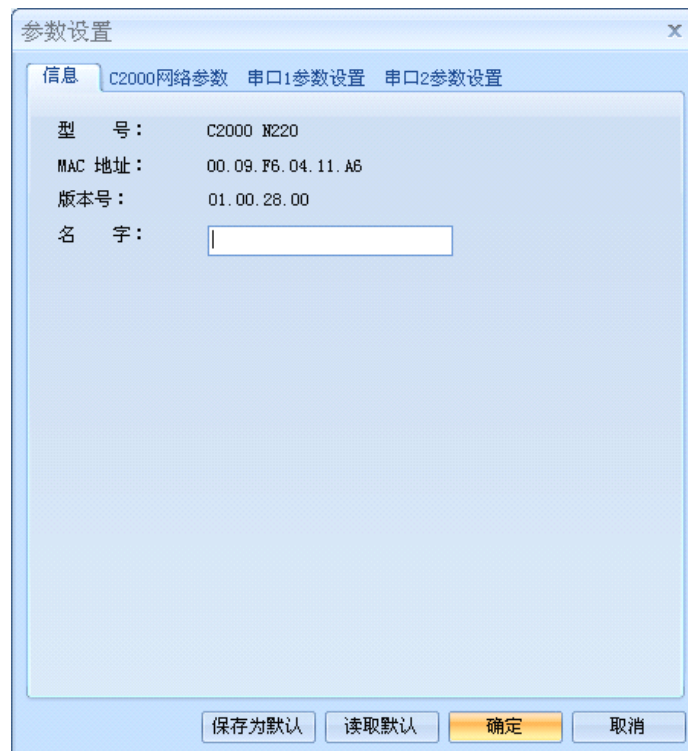 参数设置
信息 C2000网络参数 串口1参数设置 串口2参数设置
型 号： C2000 N220
MAC 地址： 00.09.F6.04.11.A6
版本号： 01.00.28.00
名 字：
保存为默认 读取默认 确定 取消